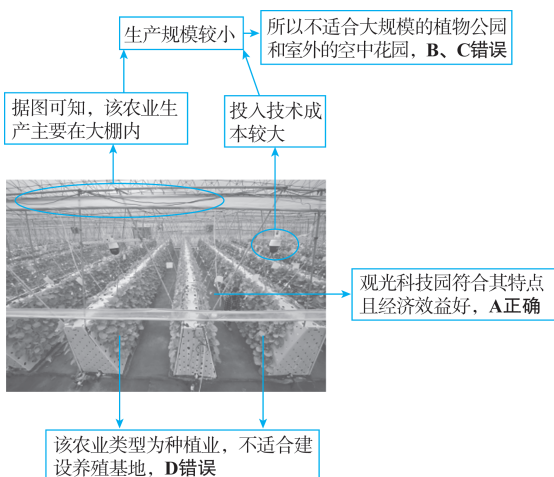 生产规模较小
所以不适合大规模的植物公园
和室外的空中花园，B、C错误
据图可知，该农业生
产主要在大棚内
投入技术成
本较大
观光科技园符合其特点
且经济效益好，A正确
该农业类型为种植业，不适合建
设养殖基地，D错误